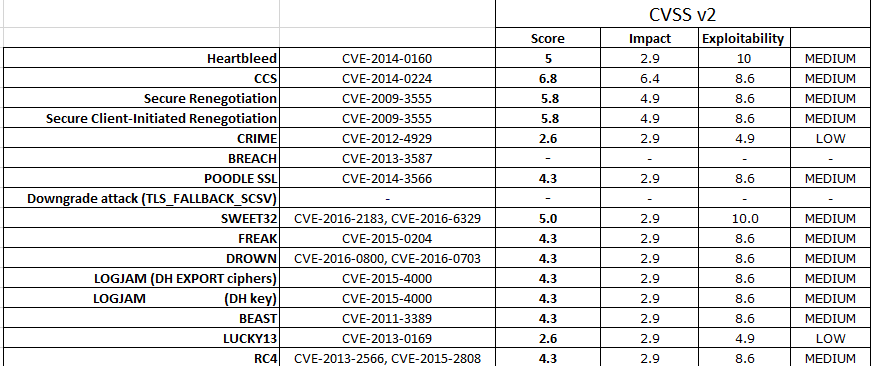 CVSS v2
Score Impact Exploitability
Heartbleed CVE-2014-0160 5 2.9 10 MEDIUM
CCS CVE-2014-0224 6.8 6.4 8.6 MEDIUM
Secure Renegotiation CVE-2009-3555 5.8 4.9 8.6 MEDIUM
Secure Client-Initiated Renegotiation CVE-2009-3555 5.8 4.9 8.6 MEDIUM
CRIME CVE-2012-4929 2.6 2.9 4.9 LOW
BREACH CVE-2013-3587 - - - -
POODLE SSL CVE-2014-3566 4.3 2.9 8.6 MEDIUM
Downgrade attack (TLS_FALLBACK_SCSV) - - - - -
SWEET32 CVE-2016-2183, CVE-2016-6329 5.0 2.9 10.0 MEDIUM
FREAK CVE-2015-0204 4.3 2.9 8.6 MEDIUM
DROWN CVE-2016-0800, CVE-2016-0703 4.3 2.9 8.6 MEDIUM
LOGJAM (DH EXPORT ciphers) CVE-2015-4000 4.3 2.9 8.6 MEDIUM
LOGJAM (DH key) CVE-2015-4000 4.3 2.9 8.6 MEDIUM
BEAST CVE-2011-3389 4.3 2.9 8.6 MEDIUM
LUCKY13 CVE-2013-0169 2.6 2.9 4.9 LOW
RC4 CVE-2013-2566, CVE-2015-2808 4.3 2.9 8.6 MEDIUM